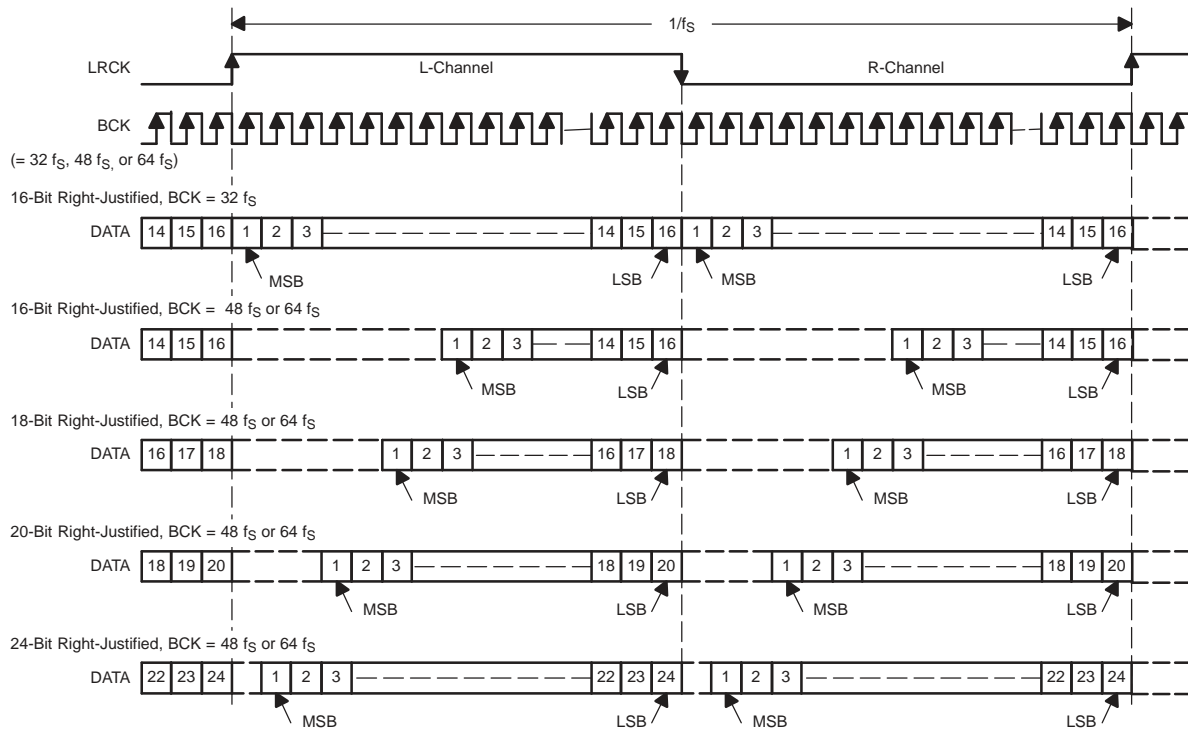 1/fS
LRCK L-Channel R-Channel
BCK
(= 32 fS, 48 fS, or 64 fS)
16-Bit Right-Justified, BCK = 32 fS
DATA 14 15 16 1 2 3 14 15 16 1 2 3 14 15 16
MSB LSB MSB LSB
16-Bit Right-Justified, BCK = 48 fS or 64 fS
DATA 14 15 16 1 2 3 14 15 16 1 2 3 14 15 16
MSB LSB MSB LSB
18-Bit Right-Justified, BCK = 48 fS or 64 fS
DATA 16 17 18 1 2 3 16 17 18 1 2 3 16 17 18
MSB LSB MSB LSB
20-Bit Right-Justified, BCK = 48 fS or 64 fS
DATA 18 19 20 1 2 3 18 19 20 1 2 3 18 19 20
MSB LSB MSB LSB
24-Bit Right-Justified, BCK = 48 fS or 64 fS
DATA 22 23 24 1 2 3 22 23 24 1 2 3 22 23 24
MSB LSB MSB LSB